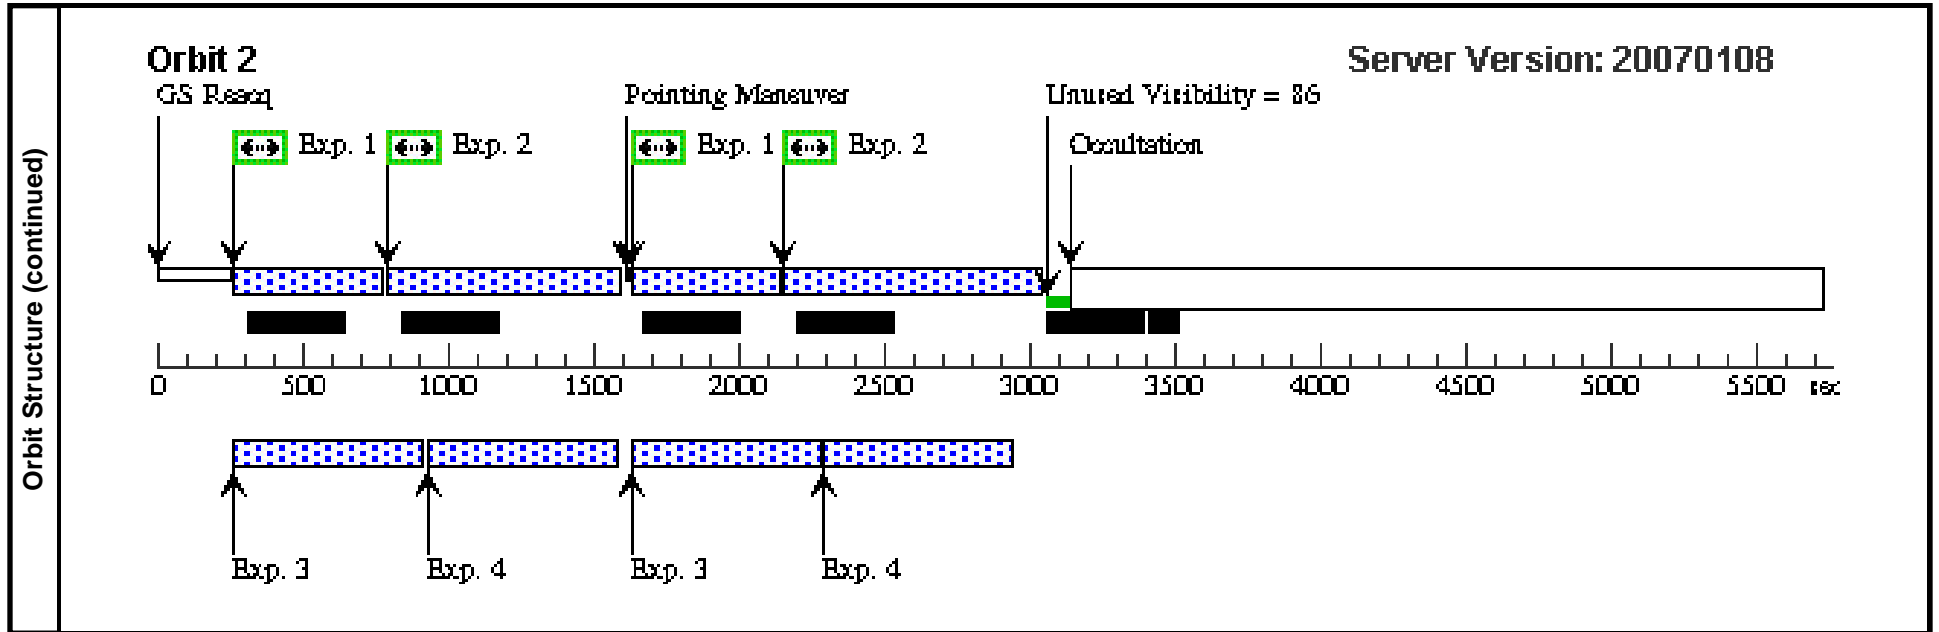 Orbit Structure (continued)
Orbit 2
Server Version: 20070108
GS Reacq
Pointing Maneuver
Unused Visibility = 86
Exp. 1
Exp. 2
Exp. 1
Exp. 2
Occultation
0 500 1000 1500 2000 2500 3000 3500 4000 4500 5000 5500 sec
Exp. 3
Exp. 4
Exp. 3
Exp. 4